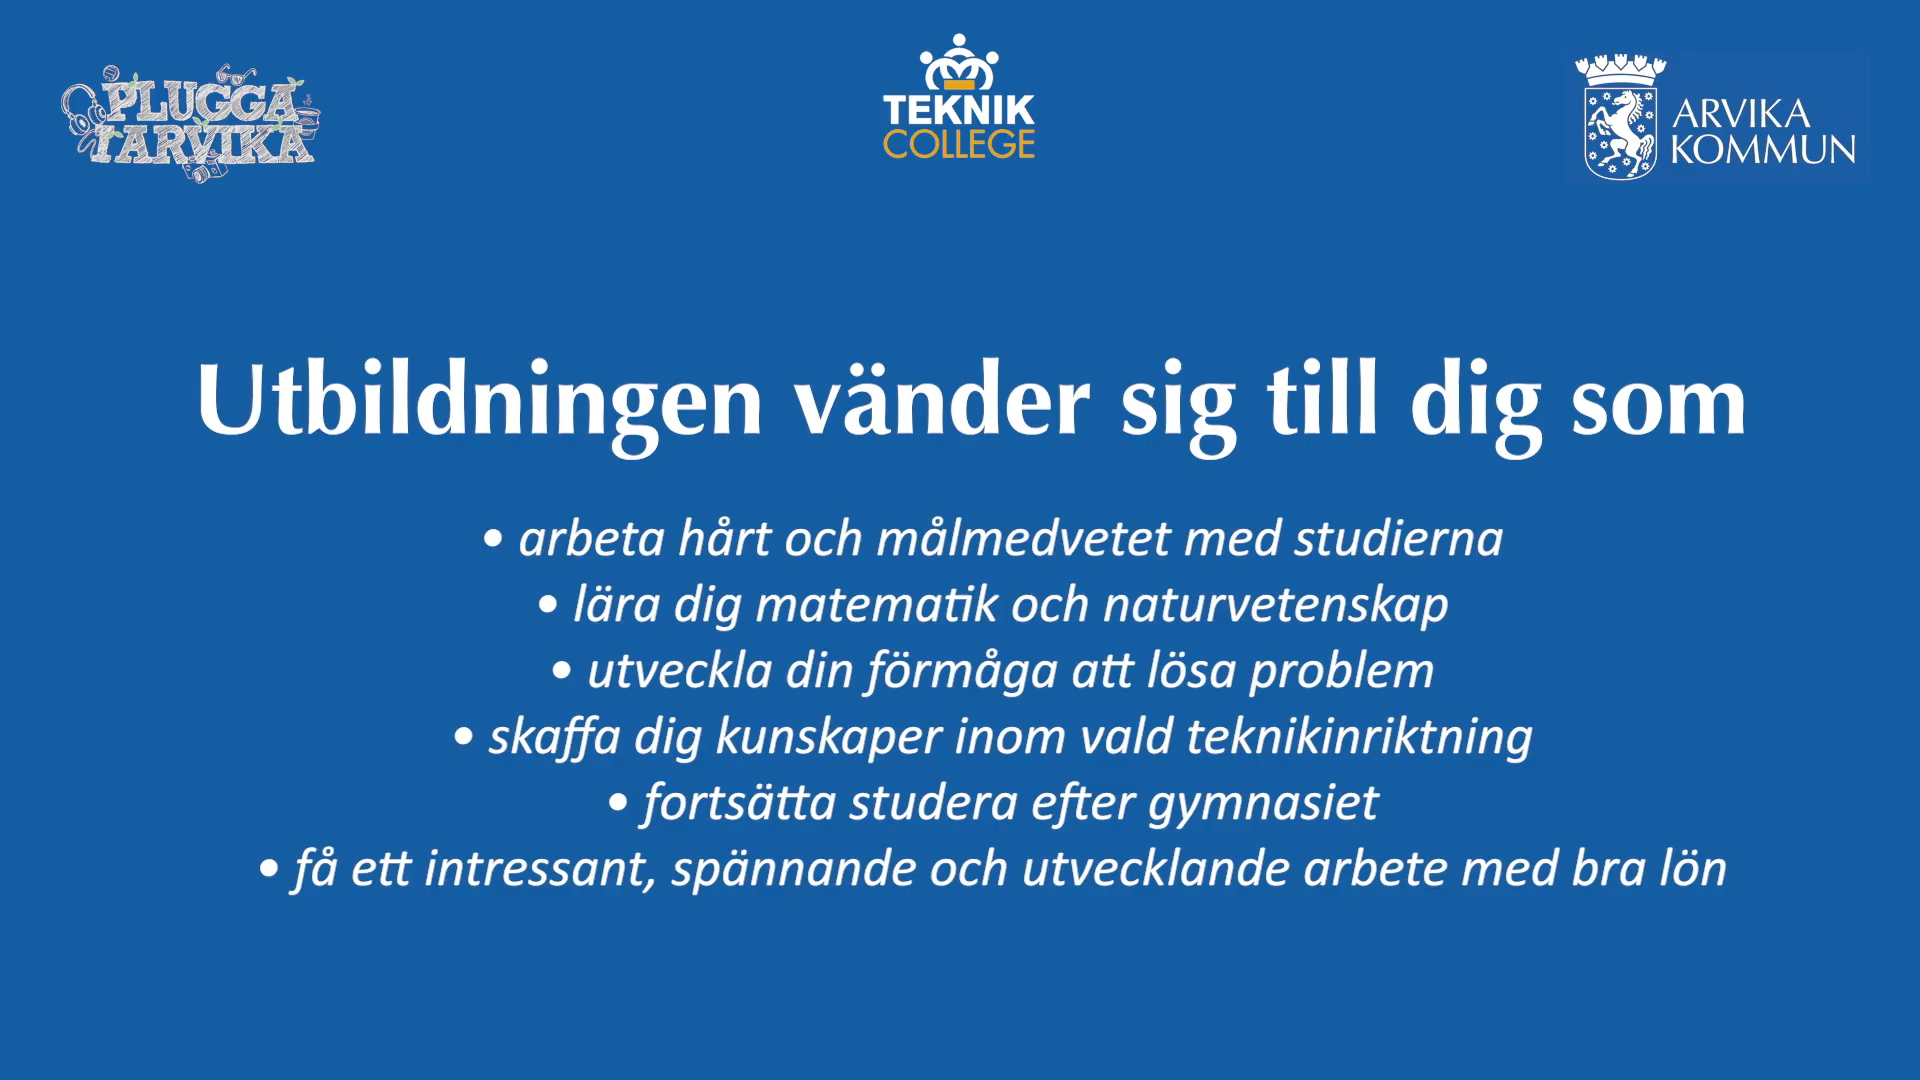 PLUGGA
I ARVIKA
TEKNIK
COLLEGE
ARVIKA
KOMMUN
Utbildningen vänder sig till dig som
• arbeta hårt och målmedvetet med studierna
• lära dig matematik och naturvetenskap
• utveckla din förmåga att lösa problem
• skaffa dig kunskaper inom vald teknikinriktning
• fortsätta studera efter gymnasiet
• få ett intressant, spännande och utvecklande arbete med bra lön